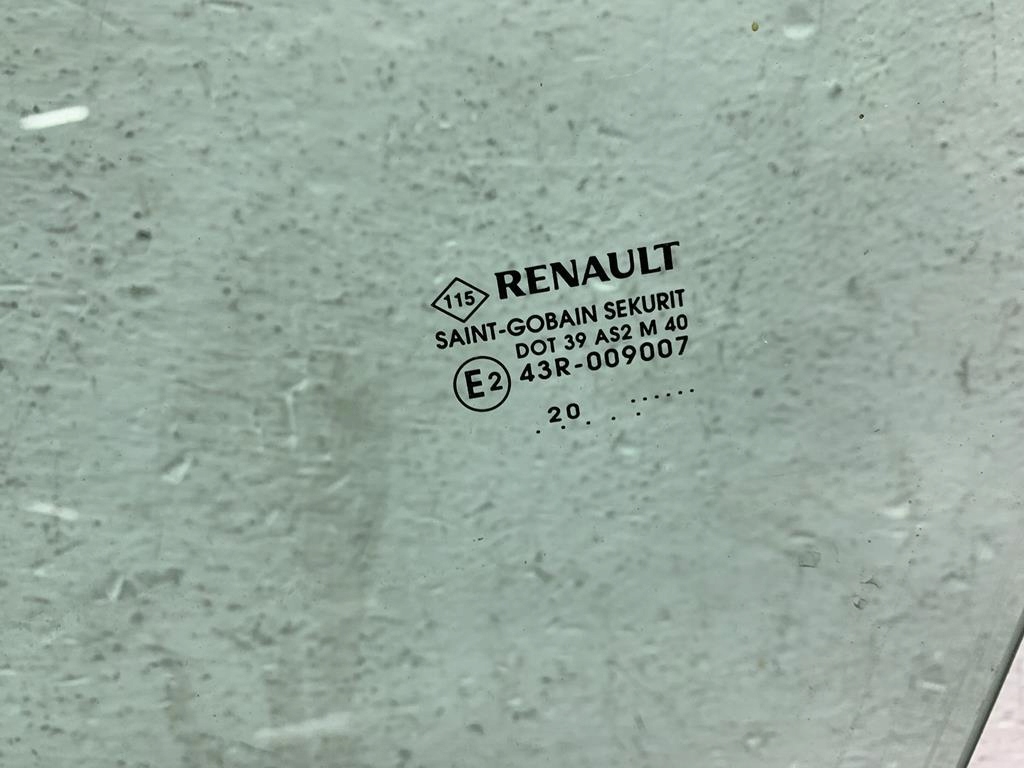 RENAULT
115
SAINT-GOBAIN SEKURIT
DOT 39 AS2 M 40
E2 43R-009007
. .20. . .......